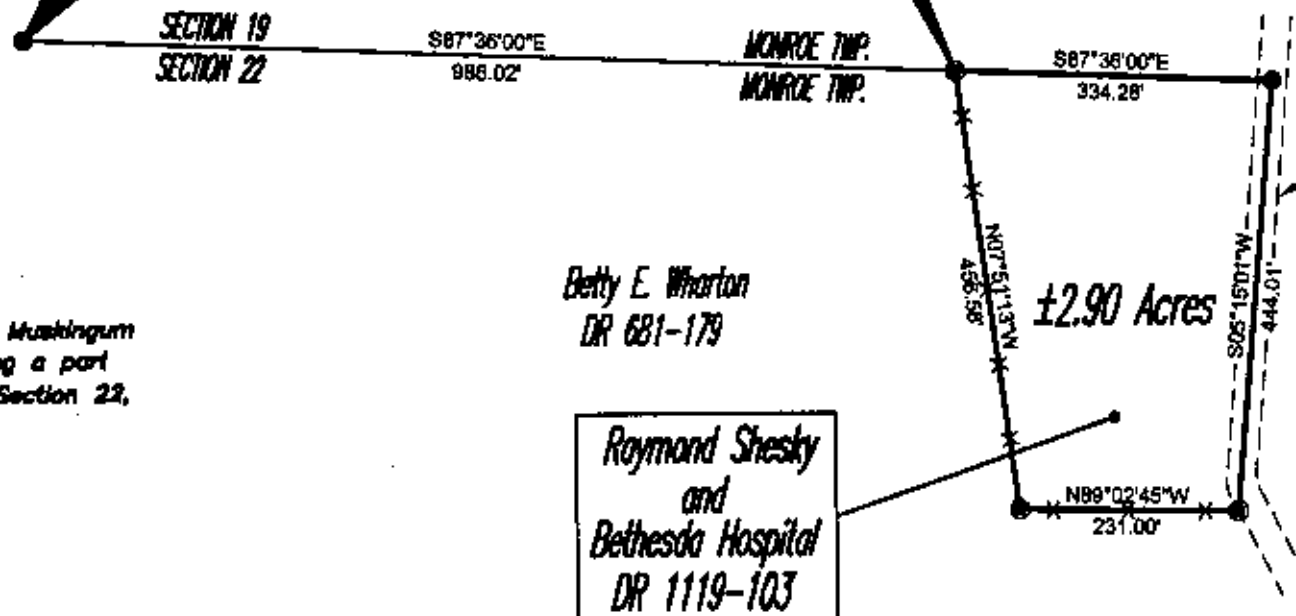 SECTION 19
SECTION 22
S87°36'00"E
986.02'
MONROE TWP.
MONROE TWP.
S87°36'00"E
334.28'
N07°51'13"W
456.58'
S05°15'01"W
444.01'
±2.90 Acres
Betty E. Wharton
DR 681-179
Muskingum
g a part
Section 22,
Raymond Shesky
and
Bethesda Hospital
DR 1119-103
N89°02'45"W
231.00'